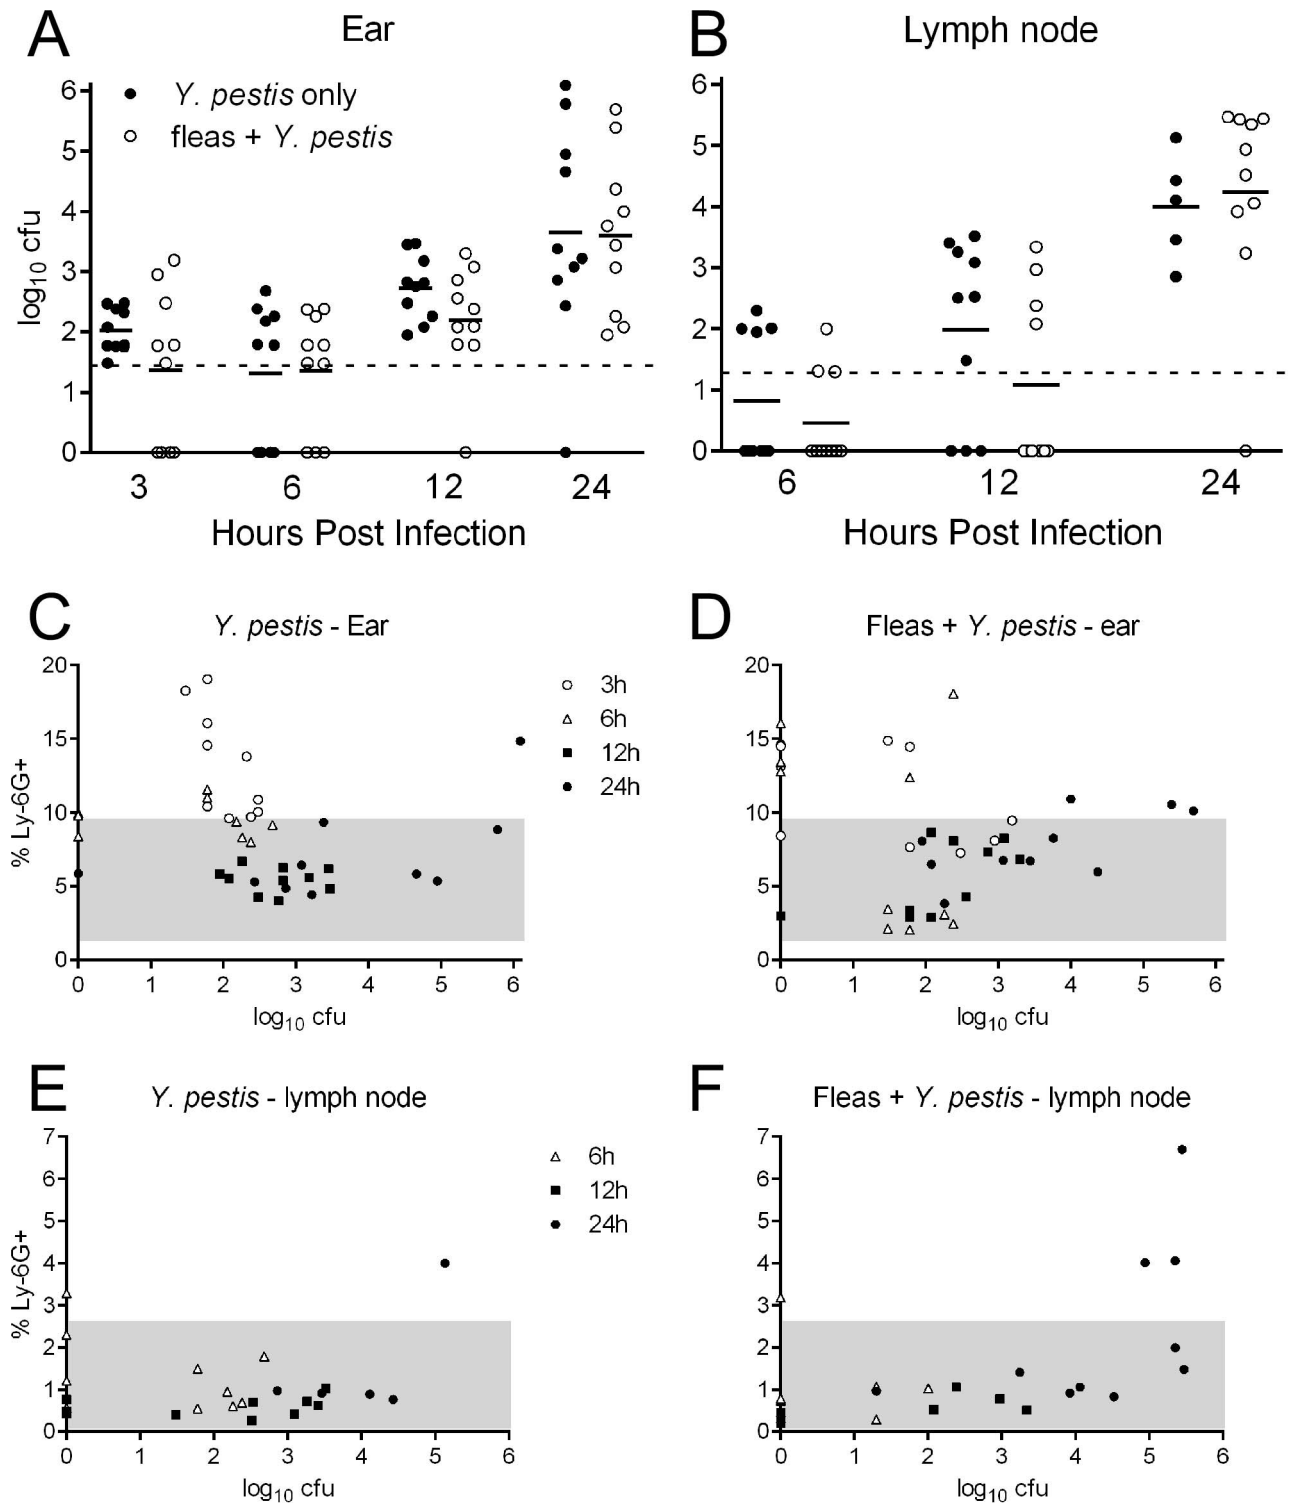 A
Ear
6
5
4
3
2
1
0
log10 cfu
Y. pestis only
fleas + Y. pestis
3
6
12
24
Hours Post Infection
B
Lymph node
6
5
4
3
2
1
0
6
12
24
Hours Post Infection
C
Y. pestis - Ear
20
15
10
5
0
% Ly-6G+
0 1 2 3 4 5 6
log10 cfu
3h
6h
12h
24h
D
Fleas + Y. pestis - ear
20
15
10
5
0
0 1 2 3 4 5 6
log10 cfu
E
Y. pestis - lymph node
7
6
5
4
3
2
1
0
% Ly-6G+
0 1 2 3 4 5 6
log10 cfu
6h
12h
24h
F
Fleas + Y. pestis - lymph node
7
6
5
4
3
2
1
0
0 1 2 3 4 5 6
log10 cfu